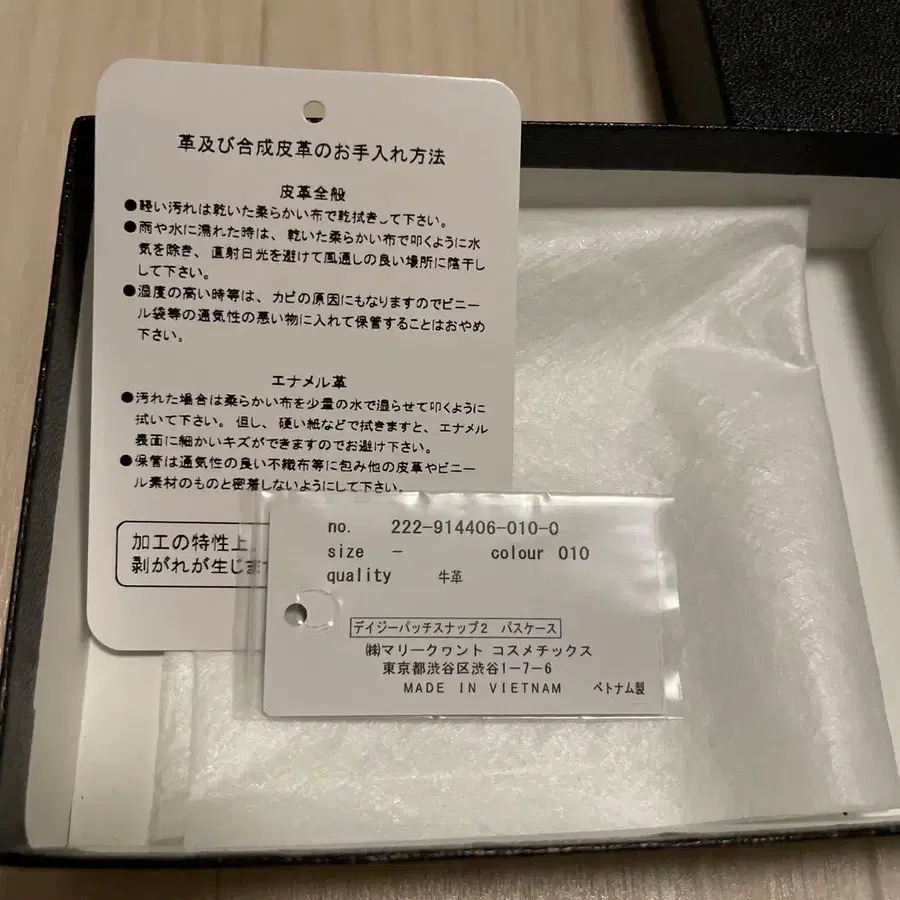 革及び合成皮革のお手入れ方法
皮革全般
●軽い汚れは乾いた柔らかい布で乾拭きして下さい。
●雨や水に濡れた時は、乾いた柔らかい布で叩くように水
気を除き、直射日光を避けて風通しの良い場所に陰干し
して下さい。
●湿度の高い時等は、カビの原因にもなりますのでビニー
ル袋等の通気性の悪い物に入れて保管することはおやめ
下さい。
エナメル革
●汚れた場合は柔らかい布を少量の水で湿らせて叩くように
拭いて下さい。但し、硬い紙などで拭きますと、エナメル
表面に細かいキズができますのでお避け下さい。
●保管は通気性の良い不織布等に包み他の皮革やビニー
ル素材のものと密着しないようにして下さい。
加工の特性上
剥がれが生じ
no. 222-914406-010-0
size - colour 010
quality 牛革
デイジーパッチスナップ2 パスケース
㈱マリークヮント コスメチックス
東京都渋谷区渋谷1-7-6
MADE IN VIETNAM ベトナム製